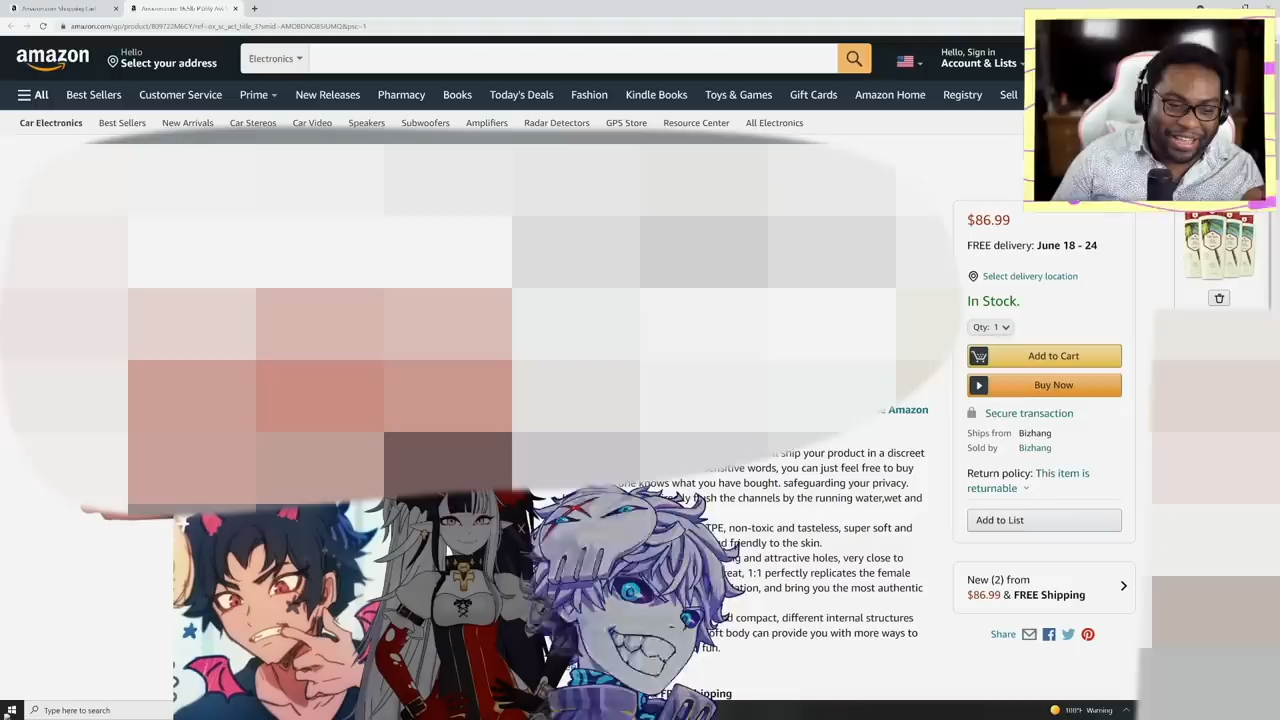 Amazon.com Shopping Cart
amazon
Hello
Select your address
Electronics
Hello, Sign in
Account & Lists
All
Best Sellers
Customer Service
Prime
New Releases
Pharmacy
Books
Today's Deals
Fashion
Kindle Books
Toys & Games
Gift Cards
Amazon Home
Registry
Sell
Car Electronics
Best Sellers
New Arrivals
Car Stereos
Car Video
Speakers
Subwoofers
Amplifiers
Radar Detectors
GPS Store
Resource Center
All Electronics
Amazon
ship your product in a discreet
words, you can just feel free to buy
knows what you have bought. safeguarding your privacy.
the channels by the running water,wet and
TPE, non-toxic and tasteless, super soft and
friendly to the skin.
and attractive holes, very close to
1:1 perfectly replicates the female
and bring you the most authentic
compact, different internal structures
body can provide you with more ways to
fun.
$86.99
FREE delivery: June 18 - 24
Select delivery location
In Stock.
Qty: 1
Add to Cart
Buy Now
Secure transaction
Ships from Bizhang
Sold by Bizhang
Return policy: This item is
returnable
Add to List
New (2) from
$86.99 & FREE Shipping
Share
Type here to search
108°F Warning